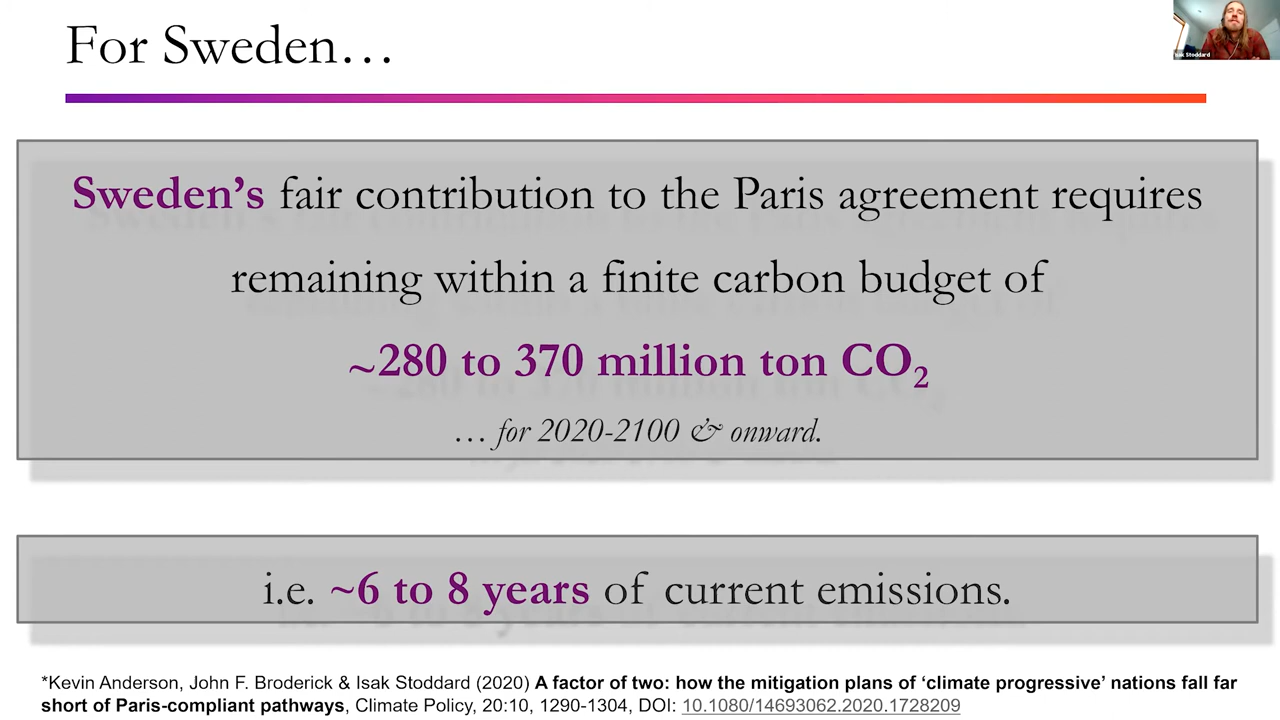 For Sweden…
Isak Stoddard
Sweden’s fair contribution to the Paris agreement requires
remaining within a finite carbon budget of
~280 to 370 million ton CO₂
… for 2020-2100 & onward.
i.e. ~6 to 8 years of current emissions.
*Kevin Anderson, John F. Broderick & Isak Stoddard (2020) A factor of two: how the mitigation plans of ‘climate progressive’ nations fall far
short of Paris-compliant pathways, Climate Policy, 20:10, 1290-1304, DOI: 10.1080/14693062.2020.1728209